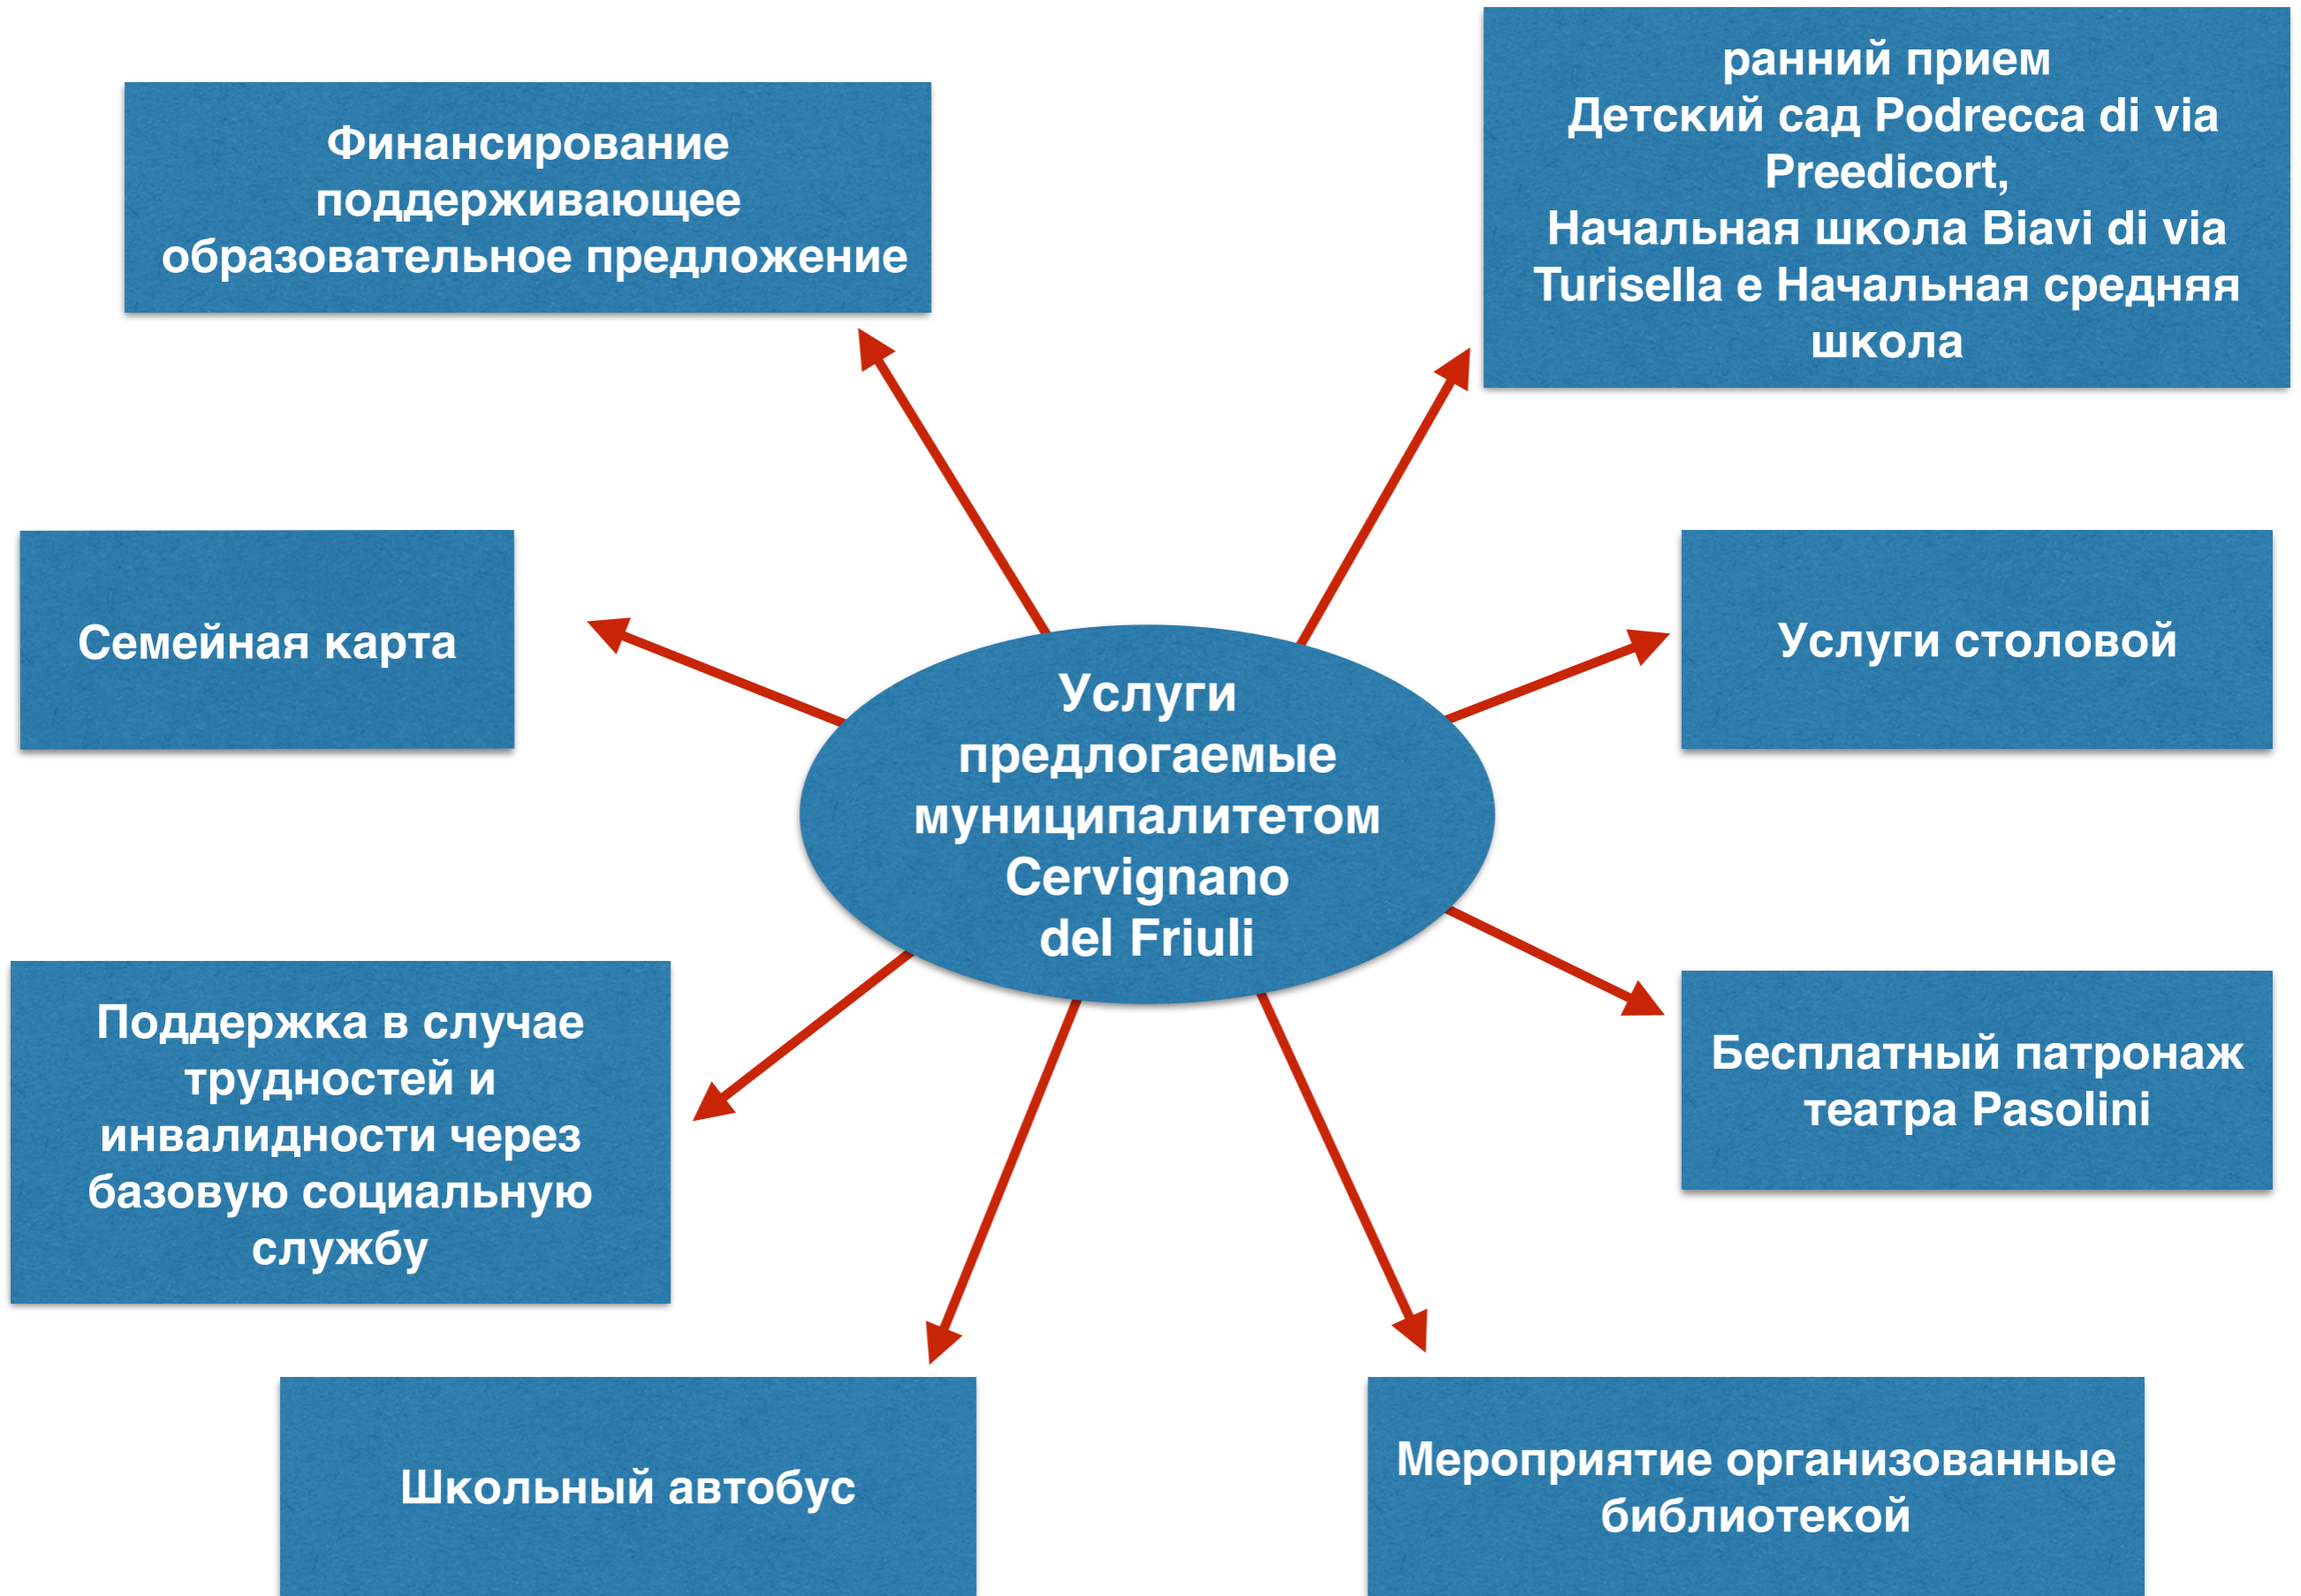 Финансирование
поддерживающее
образовательное предложение
ранний прием
Детский сад Podrecca di via
Preedicort,
Начальная школа Biavi di via
Turisella e Начальная средняя
школа
Семейная карта
Услуги столовой
Услуги
предлогаемые
муниципалитетом
Cervignano
del Friuli
Поддержка в случае
трудностей и
инвалидности через
базовую социальную
службу
Бесплатный патронаж
театра Pasolini
Школьный автобус
Мероприятие организованные
библиотекой